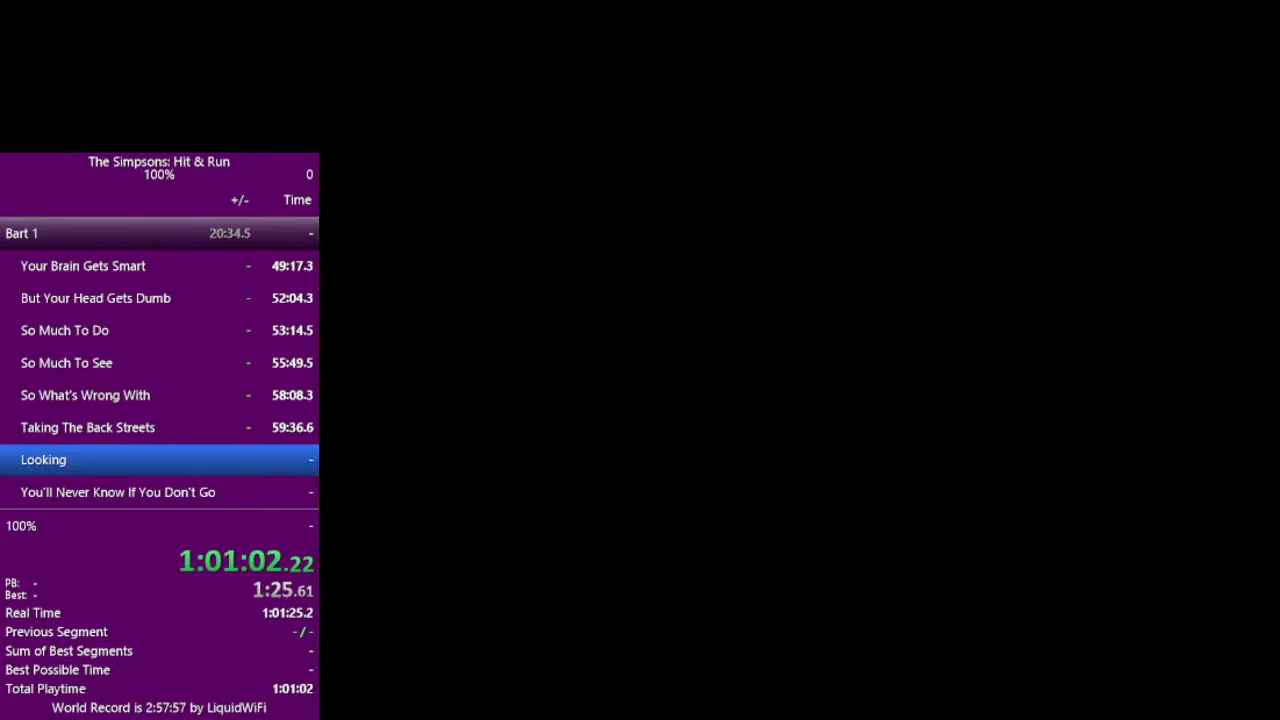 The Simpsons: Hit & Run
100% 0
+/- Time
Bart 1 20:34.5 -
Your Brain Gets Smart - 49:17.3
But Your Head Gets Dumb - 52:04.3
So Much To Do - 53:14.5
So Much To See - 55:49.5
So What's Wrong With - 58:08.3
Taking The Back Streets - 59:36.6
Looking -
You'll Never Know If You Don't Go -
100% -
1:01:02.22
PB: - 1:25.61
Best: -
Real Time 1:01:25.2
Previous Segment - / -
Sum of Best Segments -
Best Possible Time -
Total Playtime 1:01:02
World Record is 2:57:57 by LiquidWiFi